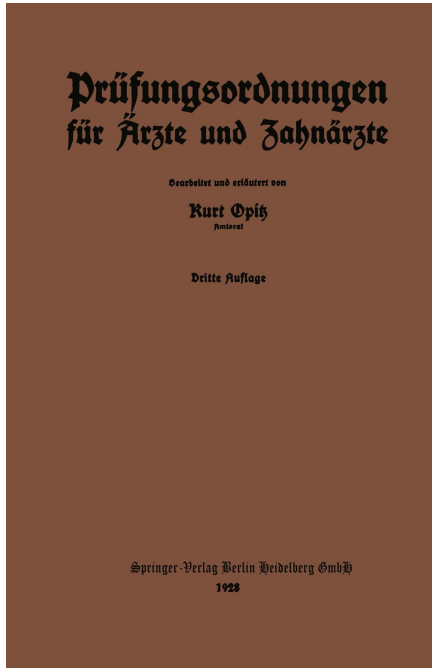 Prüfungsordnungen
für Ärzte und Zahnärzte
Bearbeitet und erläutert von
Kurt Opitz
Amtsrat
Dritte Auflage
Springer-Verlag Berlin Heidelberg GmbH
1928